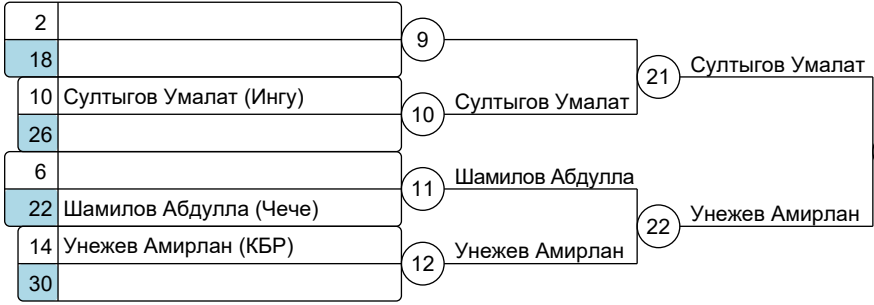 2
9
18
21 Султыгов Умалат
10 Султыгов Умалат (Ингу)
10 Султыгов Умалат
26
6
11 Шамилов Абдулла
22 Шамилов Абдулла (Чече)
22 Унежев Амирлан
14 Унежев Амирлан (КБР)
12 Унежев Амирлан
30